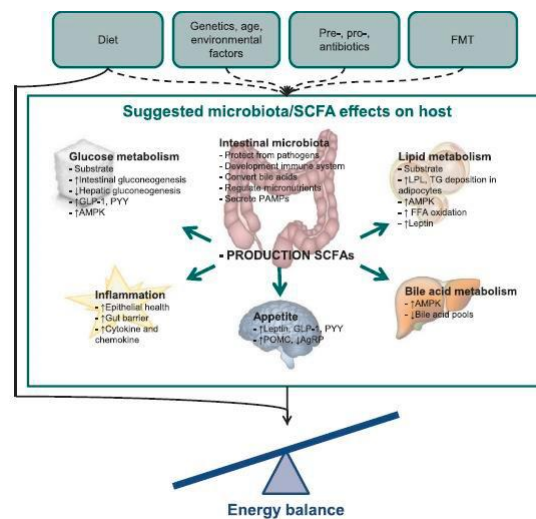 Diet
Genetics, age,
environmental
factors
Pre-, pro-,
antibiotics
FMT
Suggested microbiota/SCFA effects on host
Glucose metabolism
- Substrate
- ↑Intestinal gluconeogenesis
- ↓Hepatic gluconeogenesis
- ↑GLP-1, PYY
- ↑AMPK
Intestinal microbiota
- Protect from pathogens
- Development immune system
- Convert bile acids
- Regulate micronutrients
- Secrete PAMPs
Lipid metabolism
- Substrate
- ↑LPL, TG deposition in
adipocytes
- ↑AMPK
- ↑ FFA oxidation
- ↑Leptin
- PRODUCTION SCFAs
Inflammation
- ↑Epithelial health
- ↑Gut barrier
- ↑Cytokine and
chemokine
Appetite
- ↑Leptin, GLP-1, PYY
- ↑POMC, ↓AgRP
Bile acid metabolism
- ↑AMPK
- ↓Bile acid pools
Energy balance